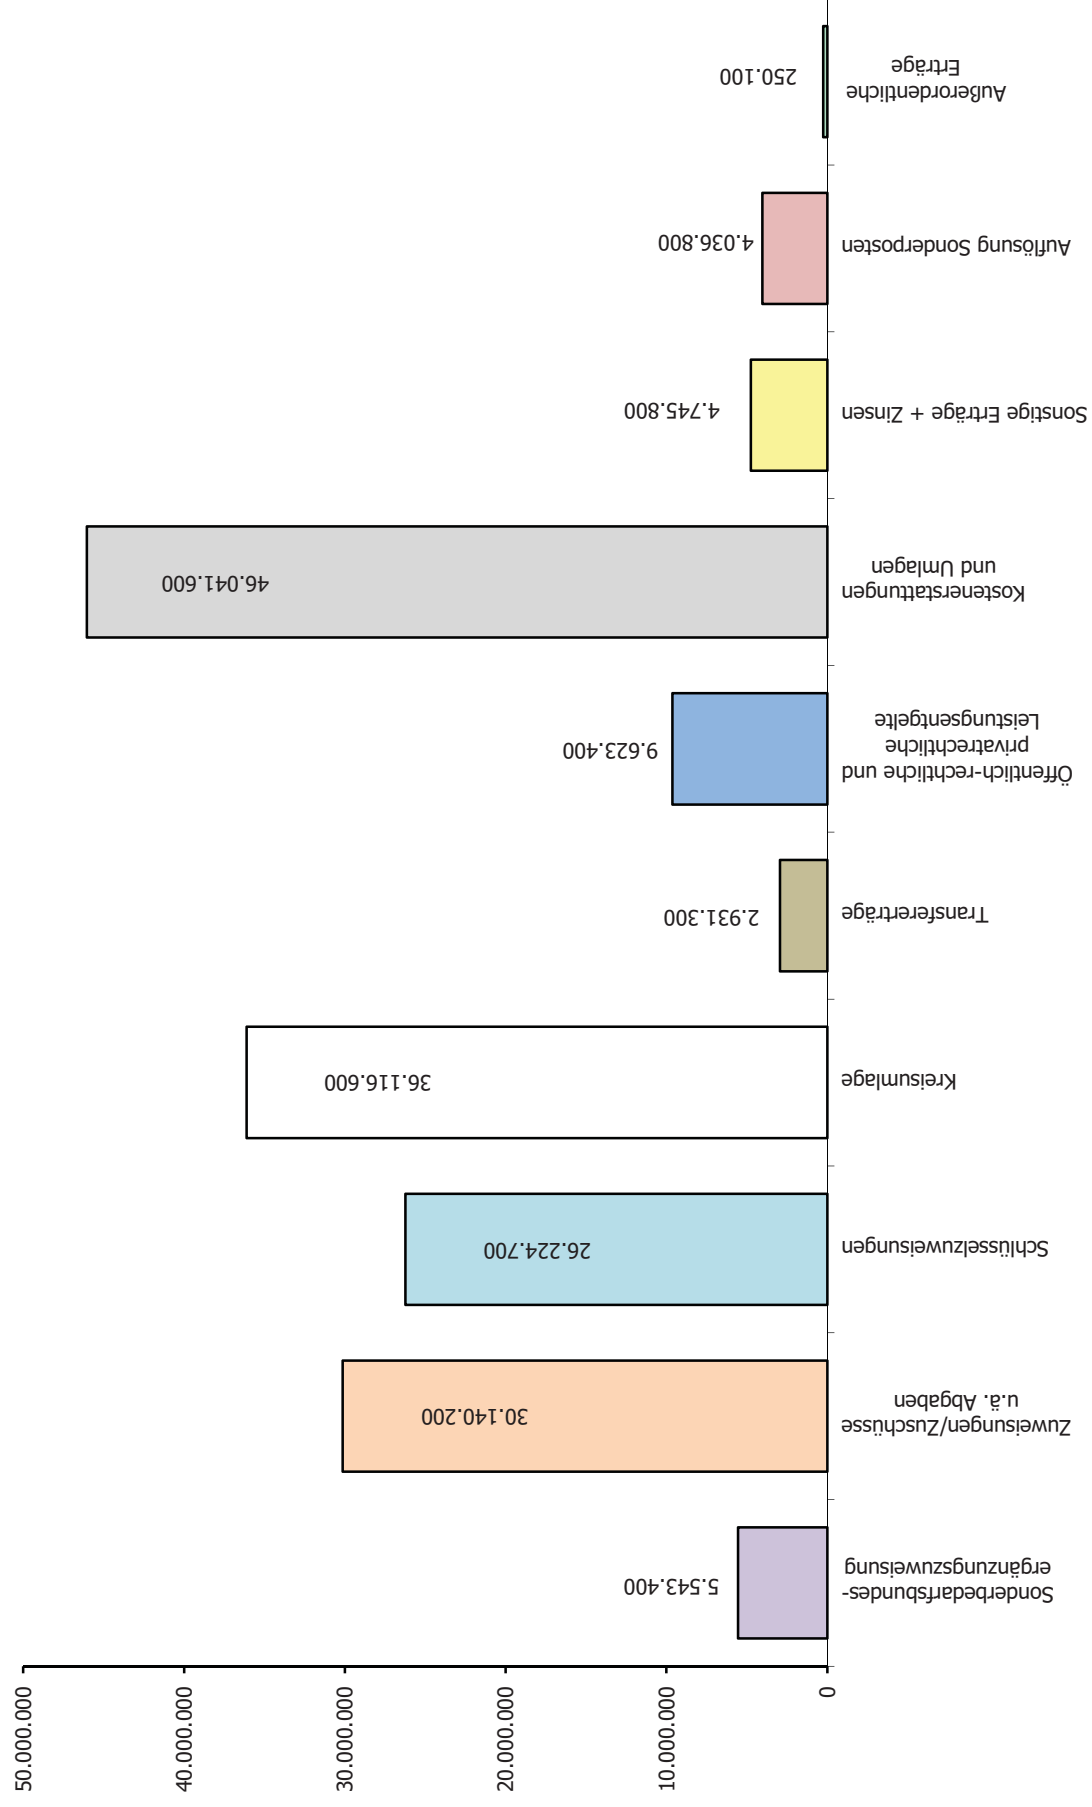 Außerordentliche
Erträge
250.100
Auflösung Sonderposten
4.036.800
Sonstige Erträge + Zinsen
4.745.800
Kostenerstattungen
und Umlagen
46.041.600
Öffentlich-rechtliche und
privatrechtliche
Leistungsentgelte
9.623.400
Transfererträge
2.931.300
Kreisumlage
36.116.600
Schlüsselzuweisungen
26.224.700
Zuweisungen/Zuschüsse
u.ä. Abgaben
30.140.200
Sonderbedarfsbundes-
ergänzungszuweisung
5.543.400
0
10.000.000
20.000.000
30.000.000
40.000.000
50.000.000